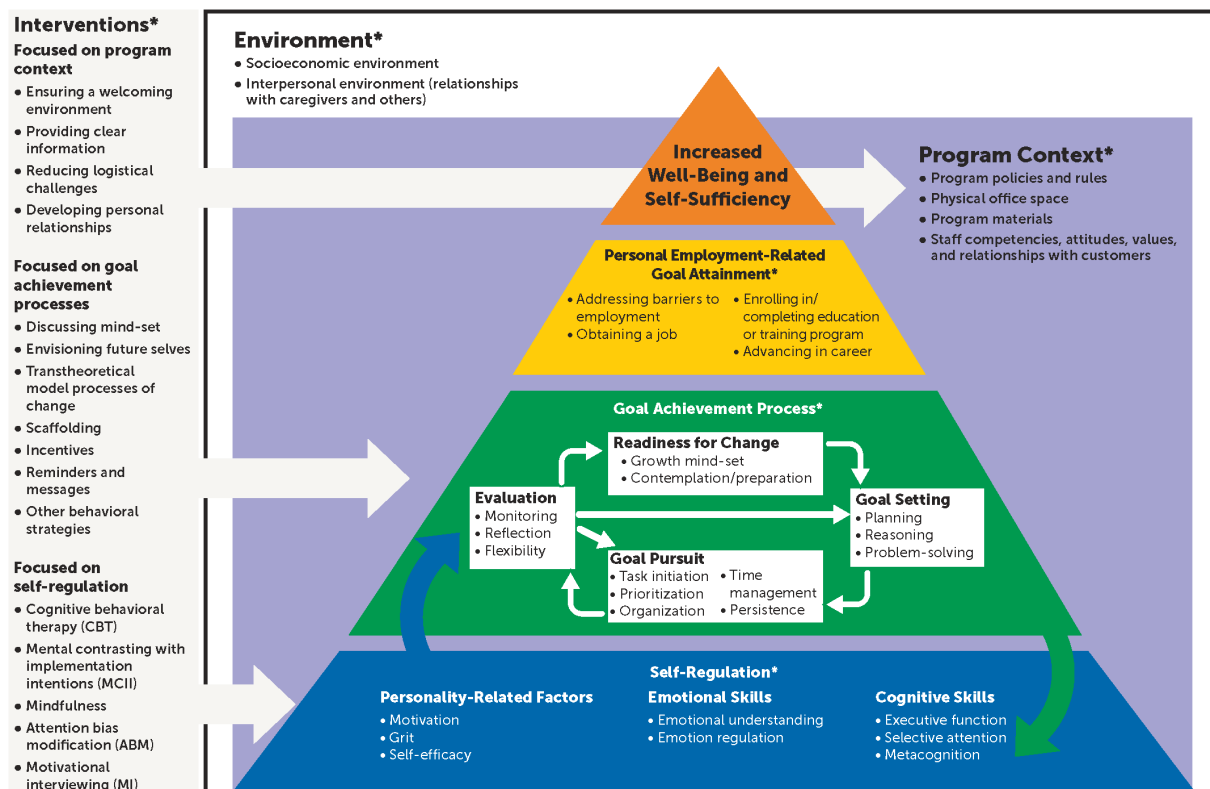 Interventions*
Focused on program
context
● Ensuring a welcoming
environment
● Providing clear
information
● Reducing logistical
challenges
● Developing personal
relationships
Focused on goal
achievement
processes
● Discussing mind-set
● Envisioning future selves
● Transtheoretical
model processes of
change
● Scaffolding
● Incentives
● Reminders and
messages
● Other behavioral
strategies
Focused on
self-regulation
● Cognitive behavioral
therapy (CBT)
● Mental contrasting with
implementation
intentions (MCII)
● Mindfulness
● Attention bias
modification (ABM)
● Motivational
interviewing (MI)
Environment*
● Socioeconomic environment
● Interpersonal environment (relationships
with caregivers and others)
Increased
Well-Being and
Self-Sufficiency
Program Context*
● Program policies and rules
● Physical office space
● Program materials
● Staff competencies, attitudes, values,
and relationships with customers
Personal Employment-Related
Goal Attainment*
• Addressing barriers to
employment
• Obtaining a job
• Enrolling in/
completing education
or training program
• Advancing in career
Goal Achievement Process*
Readiness for Change
• Growth mind-set
• Contemplation/preparation
Evaluation
• Monitoring
• Reflection
• Flexibility
Goal Setting
• Planning
• Reasoning
• Problem-solving
Goal Pursuit
• Task initiation
• Prioritization
• Organization
• Time
management
• Persistence
Self-Regulation*
Personality-Related Factors
• Motivation
• Grit
• Self-efficacy
Emotional Skills
• Emotional understanding
• Emotion regulation
Cognitive Skills
• Executive function
• Selective attention
• Metacognition